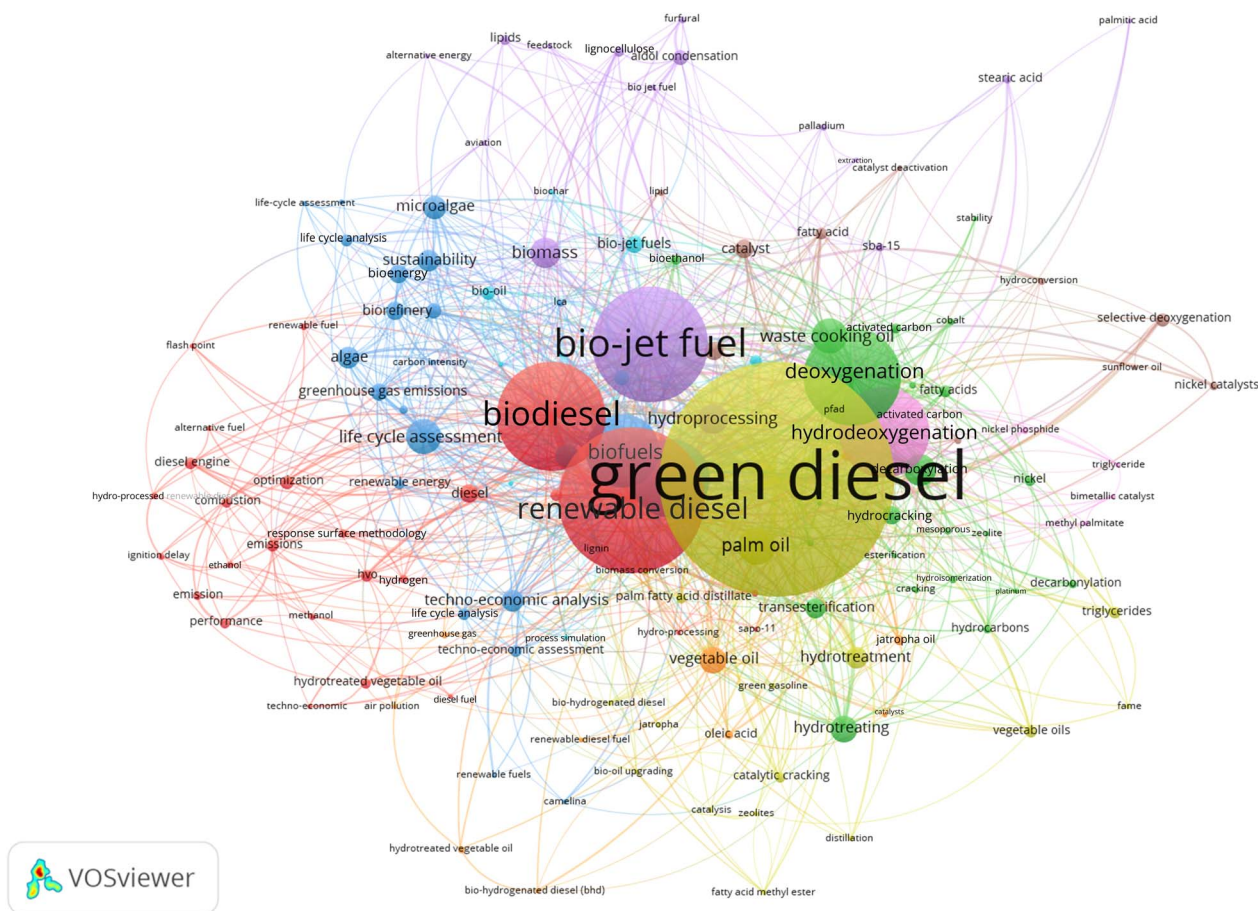 furfural
palmitic acid
lipids
feedstock
lignocellulose
alternative energy
aldol condensation
stearic acid
bio jet fuel
palladium
aviation
extraction
catalyst deactivation
biochar
lipid
life-cycle assessment
microalgae
stability
life cycle analysis
bio-jet fuels
catalyst
fatty acid
sba-15
sustainability
biomass
bioethanol
bioenergy
hydroconversion
bio-oil
lca
biorefinery
selective deoxygenation
renewable fuel
cobalt
activated carbon
waste cooking oil
flash point
bio-jet fuel
algae
carbon intensity
sunflower oil
deoxygenation
nickel catalysts
greenhouse gas emissions
fatty acids
pfad
biodiesel
hydroprocessing
activated carbon
alternative fuel
life cycle assessment
hydrodeoxygenation
nickel phosphide
biofuels
diesel engine
triglyceride
decarboxylation
green diesel
optimization
renewable energy
nickel
diesel
hydro-processed renewable diesel
combustion
bimetallic catalyst
renewable diesel
hydrocracking
methyl palmitate
response surface methodology
mesoporous
zeolite
emissions
palm oil
lignin
ignition delay
esterification
ethanol
biomass conversion
hvo
hydrogen
hydroisomerization
decarbonylation
cracking
platinum
emission
palm fatty acid distillate
techno-economic analysis
transesterification
triglycerides
life cycle analysis
methanol
performance
hydrocarbons
sapo-11
hydro-processing
greenhouse gas
process simulation
jatropha oil
techno-economic assessment
vegetable oil
hydrotreatment
hydrotreated vegetable oil
green gasoline
diesel fuel
bio-hydrogenated diesel
techno-economic
air pollution
fame
catalysts
jatropha
hydrotreating
vegetable oils
oleic acid
renewable diesel fuel
bio-oil upgrading
renewable fuels
catalytic cracking
camelina
catalysis
zeolites
distillation
hydrotreated vegetable oil
VOSviewer
bio-hydrogenated diesel (bhd)
fatty acid methyl ester